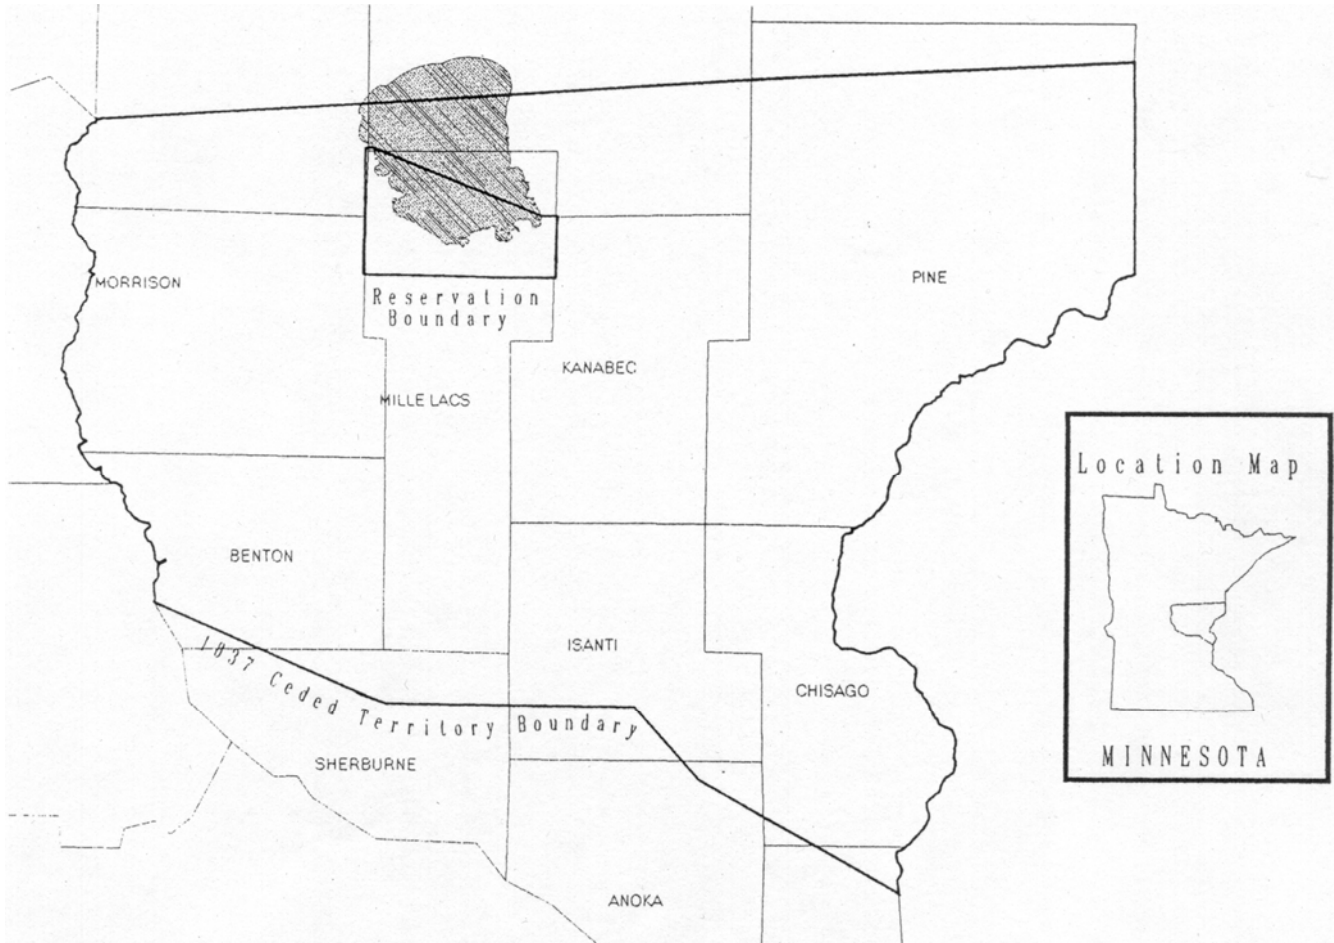 MORRISON
PINE
Reservation
Boundary
KANABEC
MILLE LACS
Location Map
BENTON
ISANTI
1837 Ceded Territory Boundary
CHISAGO
SHERBURNE
MINNESOTA
ANOKA